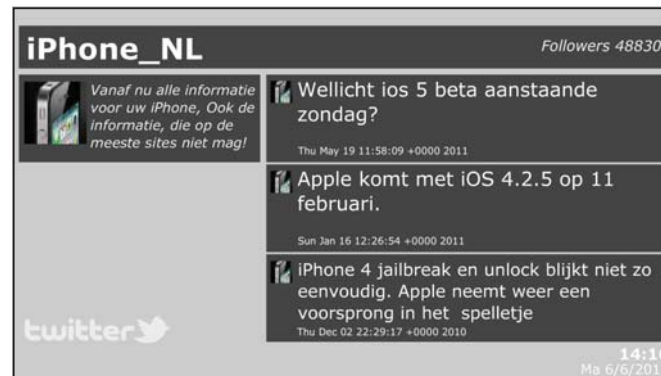 iPhone_NL
Followers 48830
Vanaf nu alle informatie
voor uw iPhone, Ook de
informatie, die op de
meeste sites niet mag!
Wellicht ios 5 beta aanstaande
zondag?
Thu May 19 11:58:09 +0000 2011
Apple komt met iOS 4.2.5 op 11
februari.
Sun Jan 16 12:26:54 +0000 2011
iPhone 4 jailbreak en unlock blijkt niet zo
eenvoudig. Apple neemt weer een
voorsprong in het spelletje
Thu Dec 02 22:29:17 +0000 2010
twitter
Ma